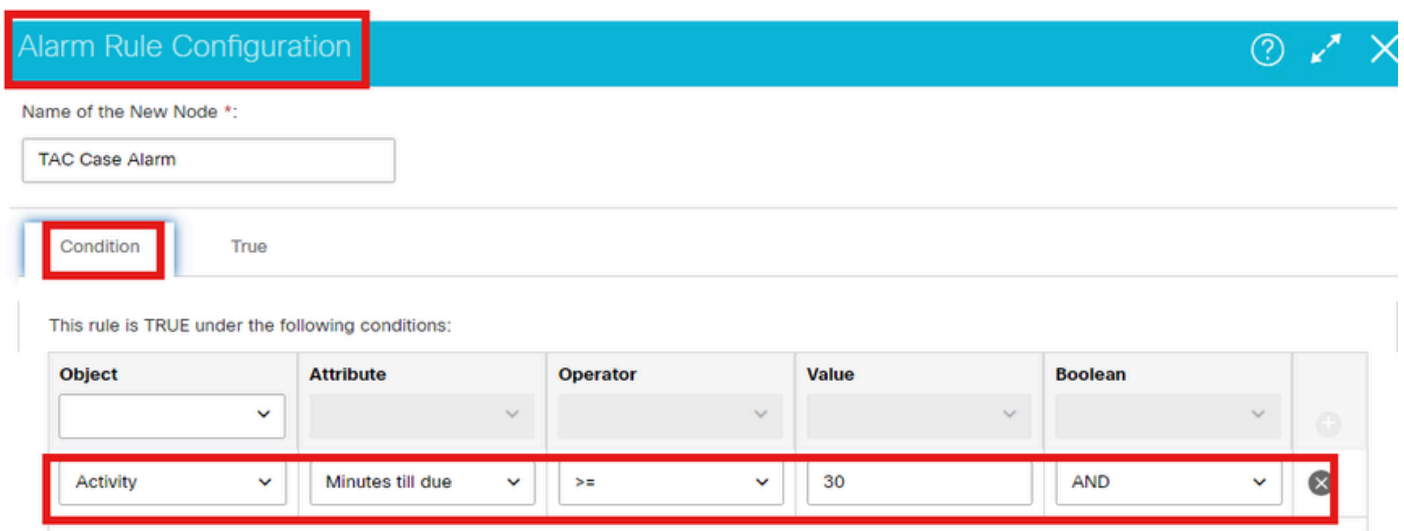 Alarm Rule Configuration
Name of the New Node *:
TAC Case Alarm
Condition True
This rule is TRUE under the following conditions:
Object Attribute Operator Value Boolean
Activity Minutes till due >= 30 AND